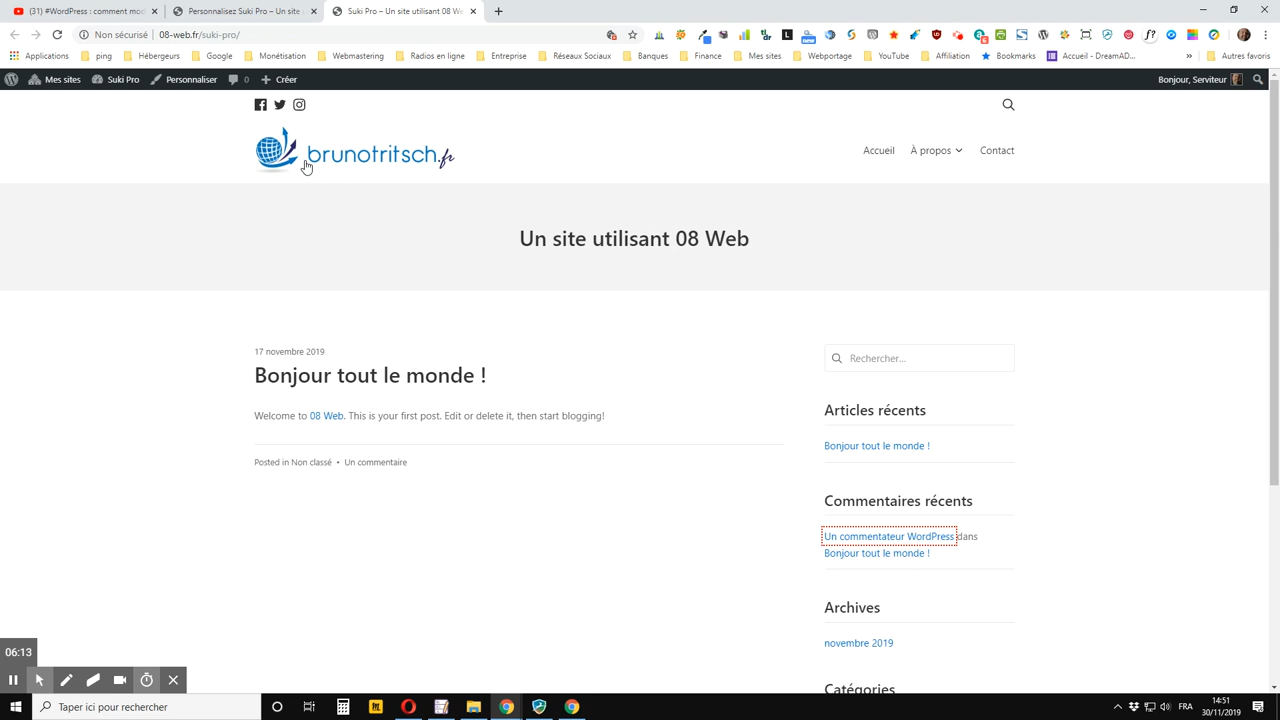 (31) #WordPress : comment mod
Personnalisez Suki Pro – Un site
Suki Pro – Un site utilisant 08 We
Non sécurisé
08-web.fr/suki-pro/
Applications
ping
Hébergeurs
Google
Monétisation
Webmastering
Radios en ligne
Entreprise
Réseaux Sociaux
Banques
Finance
Mes sites
Webportage
YouTube
Affiliation
Bookmarks
Accueil - DreamAD...
»
Autres favoris
Mes sites
Suki Pro
Personnaliser
0
Créer
Bonjour, Serviteur
brunotritsch.fr
Accueil
À propos
Contact
Un site utilisant 08 Web
17 novembre 2019
Bonjour tout le monde !
Welcome to 08 Web. This is your first post. Edit or delete it, then start blogging!
Posted in Non classé • Un commentaire
Rechercher…
Articles récents
Bonjour tout le monde !
Commentaires récents
Un commentateur WordPress dans
Bonjour tout le monde !
Archives
novembre 2019
Catégories
06:13
Taper ici pour rechercher
FRA
14:51
30/11/2019